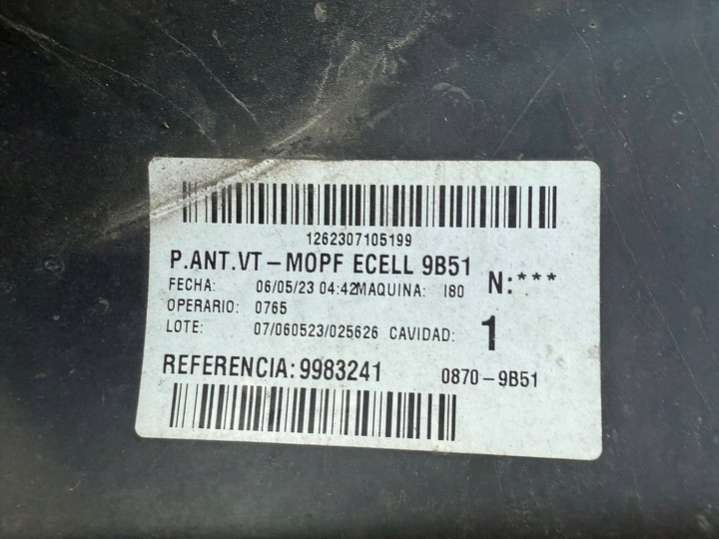 1262307105199
P.ANT.VT-MOPF ECELL 9B51 N:***
FECHA: 06/05/23 04:42 MAQUINA: I80
OPERARIO: 0765
LOTE: 07/060523/025626 CAVIDAD: 1
REFERENCIA:9983241 0870-9B51